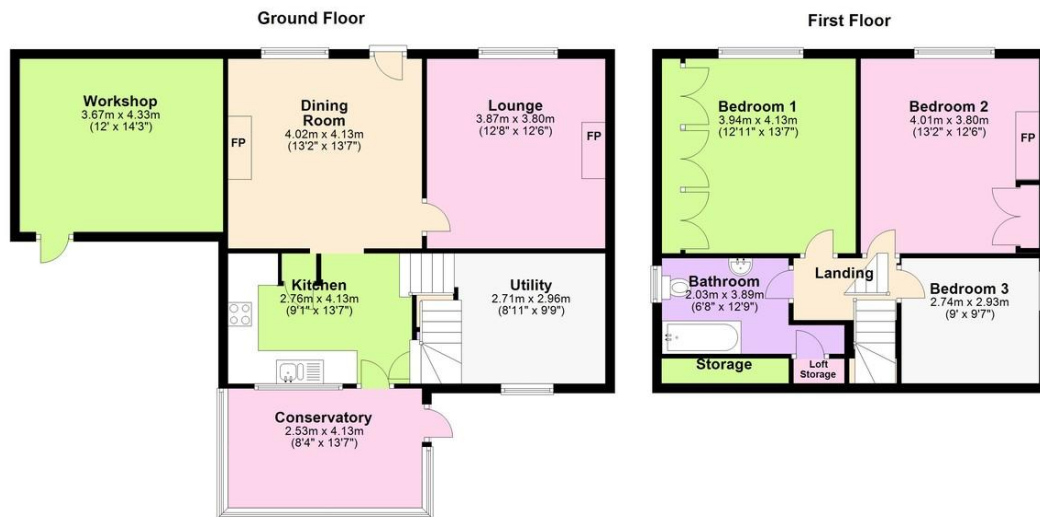 Ground Floor
Workshop
3.67m x 4.33m
(12' x 14'3")
FP
Dining
Room
4.02m x 4.13m
(13'2" x 13'7")
Lounge
3.87m x 3.80m
(12'8" x 12'6")
FP
Kitchen
2.76m x 4.13m
(9'1" x 13'7")
Utility
2.71m x 2.96m
(8'11" x 9'9")
Conservatory
2.53m x 4.13m
(8'4" x 13'7")
First Floor
Bedroom 1
3.94m x 4.13m
(12'11" x 13'7")
Bedroom 2
4.01m x 3.80m
(13'2" x 12'6")
FP
Bathroom
2.03m x 3.89m
(6'8" x 12'9")
Landing
Bedroom 3
2.74m x 2.93m
(9' x 9'7")
Storage
Loft
Storage